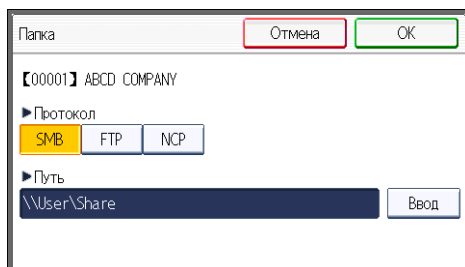 Папка Отмена OK
【00001】 ABCD COMPANY
▶Протокол
SMB FTP NCP
▶Путь
\\User\Share Ввод